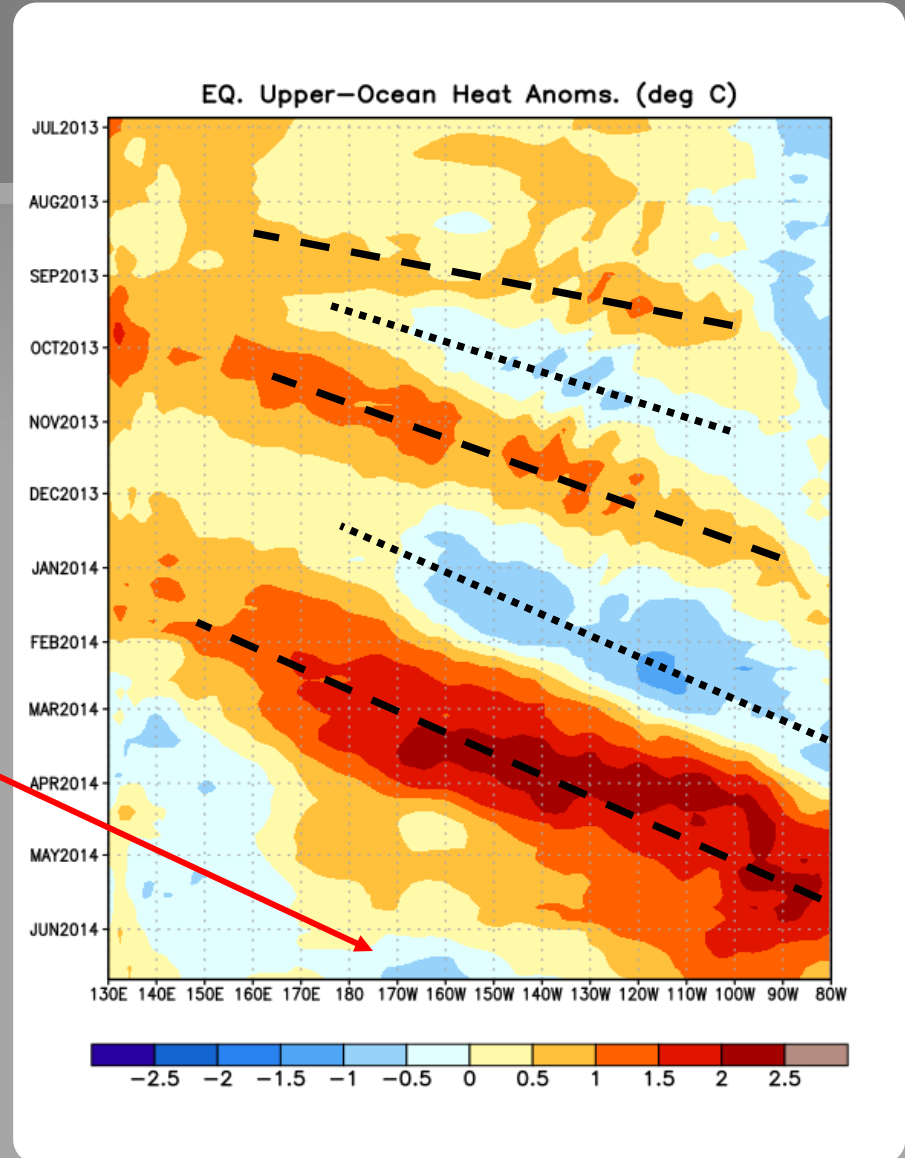 EQ. Upper-Ocean Heat Anoms. (deg C)
JUL2013
AUG2013
SEP2013
OCT2013
NOV2013
DEC2013
JAN2014
FEB2014
MAR2014
APR2014
MAY2014
JUN2014
130E 140E 150E 160E 170E 180 170W 160W 150W 140W 130W 120W 110W 100W 90W 80W
-2.5 -2 -1.5 -1 -0.5 0 0.5 1 1.5 2 2.5